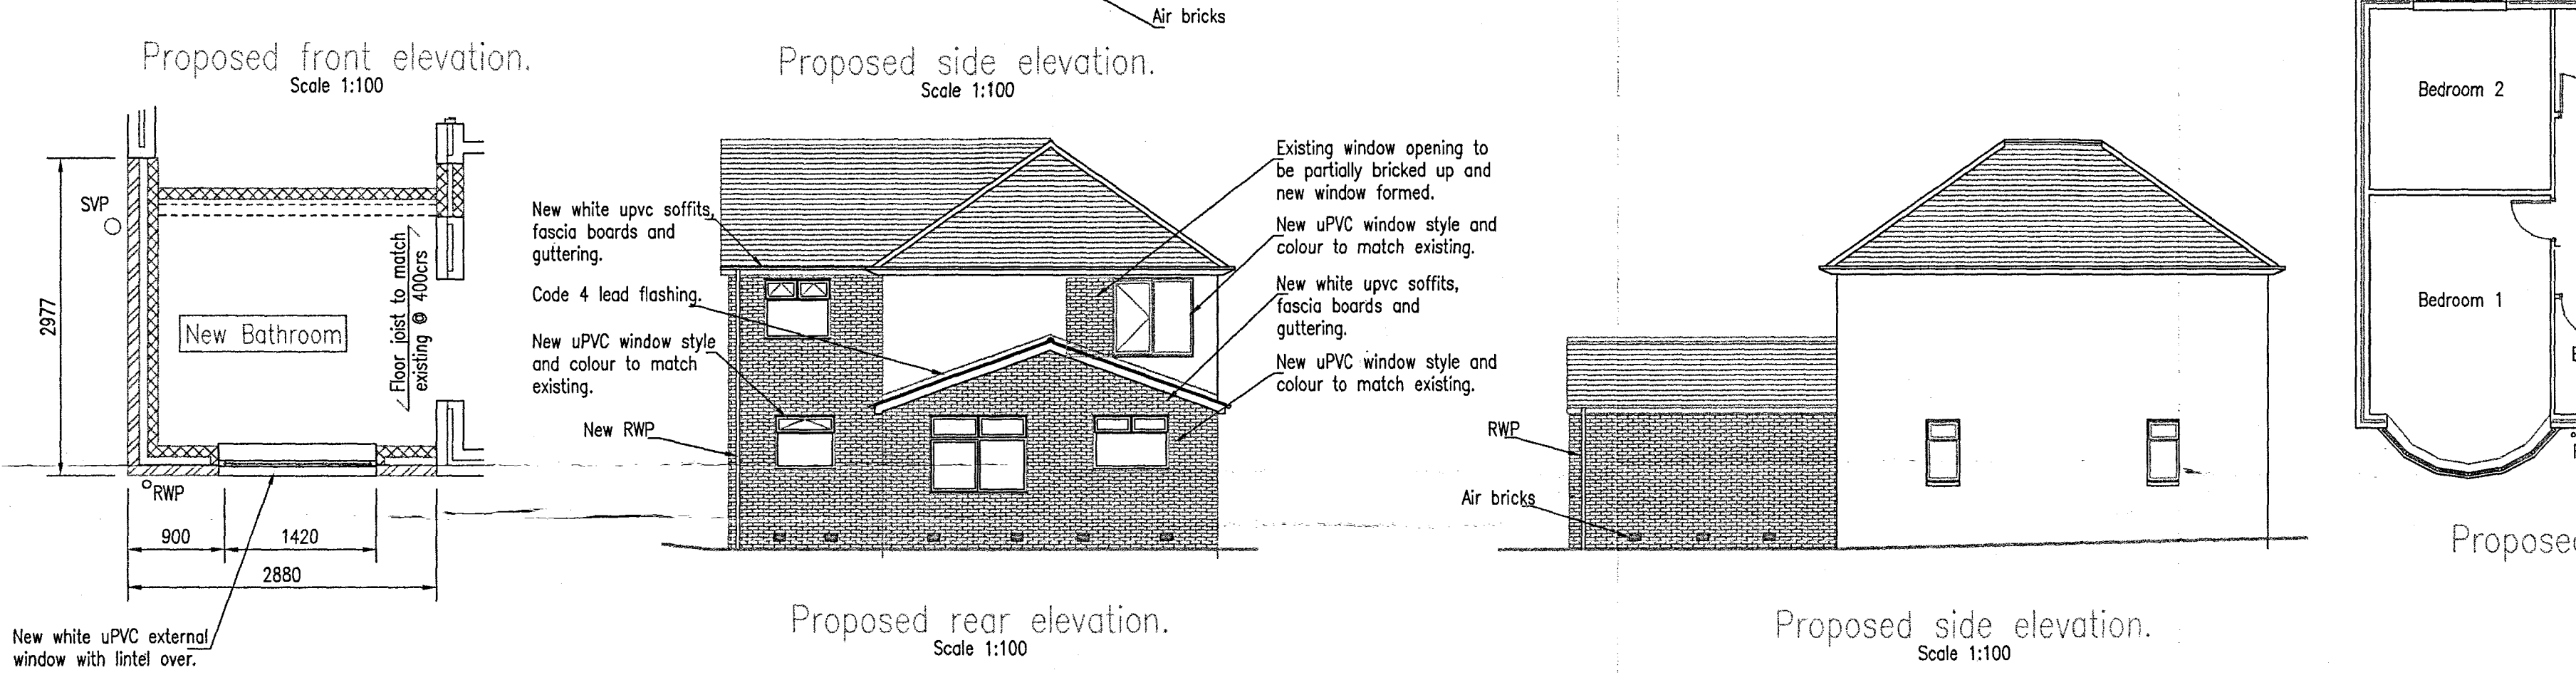 Air bricks
Proposed front elevation.
Scale 1:100
Proposed side elevation.
Scale 1:100
SVP
2977
New Bathroom
Floor joist to match
existing @ 400crs
RWP
900
1420
2880
New white uPVC external
window with lintel over.
New white upvc soffits,
fascia boards and
guttering.
Code 4 lead flashing.
New uPVC window style
and colour to match
existing.
New RWP
Existing window opening to
be partially bricked up and
new window formed.
New uPVC window style and
colour to match existing.
New white upvc soffits,
fascia boards and
guttering.
New uPVC window style and
colour to match existing.
Proposed rear elevation.
Scale 1:100
RWP
Air bricks
Proposed side elevation.
Scale 1:100
Bedroom 2
Bedroom 1